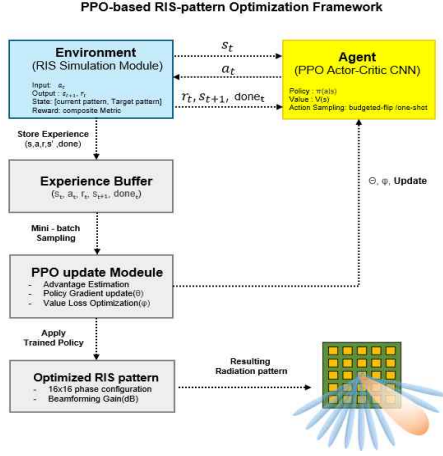 PPO-based RIS-pattern Optimization Framework
Environment
(RIS Simulation Module)
Input: a_t
Output : s_{t+1}, r_t
State: [current pattern, Target pattern]
Reward: composite Metric
s_t
a_t
r_t, s_{t+1}, done_t
Agent
(PPO Actor-Critic CNN)
Policy : π(a|s)
Value : V(s)
Action Sampling: budgeted-flip /one-shot
Store Experience
(s,a,r,s' ,done)
Experience Buffer
(s_t, a_t, r_t, s_{t+1}, done_t)
Θ, φ, Update
Mini - batch
Sampling
PPO update Modeule
- Advantage Estimation
- Policy Gradient update(θ)
- Value Loss Optimization(φ)
Apply
Trained Policy
Optimized RIS pattern
- 16x16 phase configuration
- Beamforming Gain(dB)
Resulting
Radiation pattern